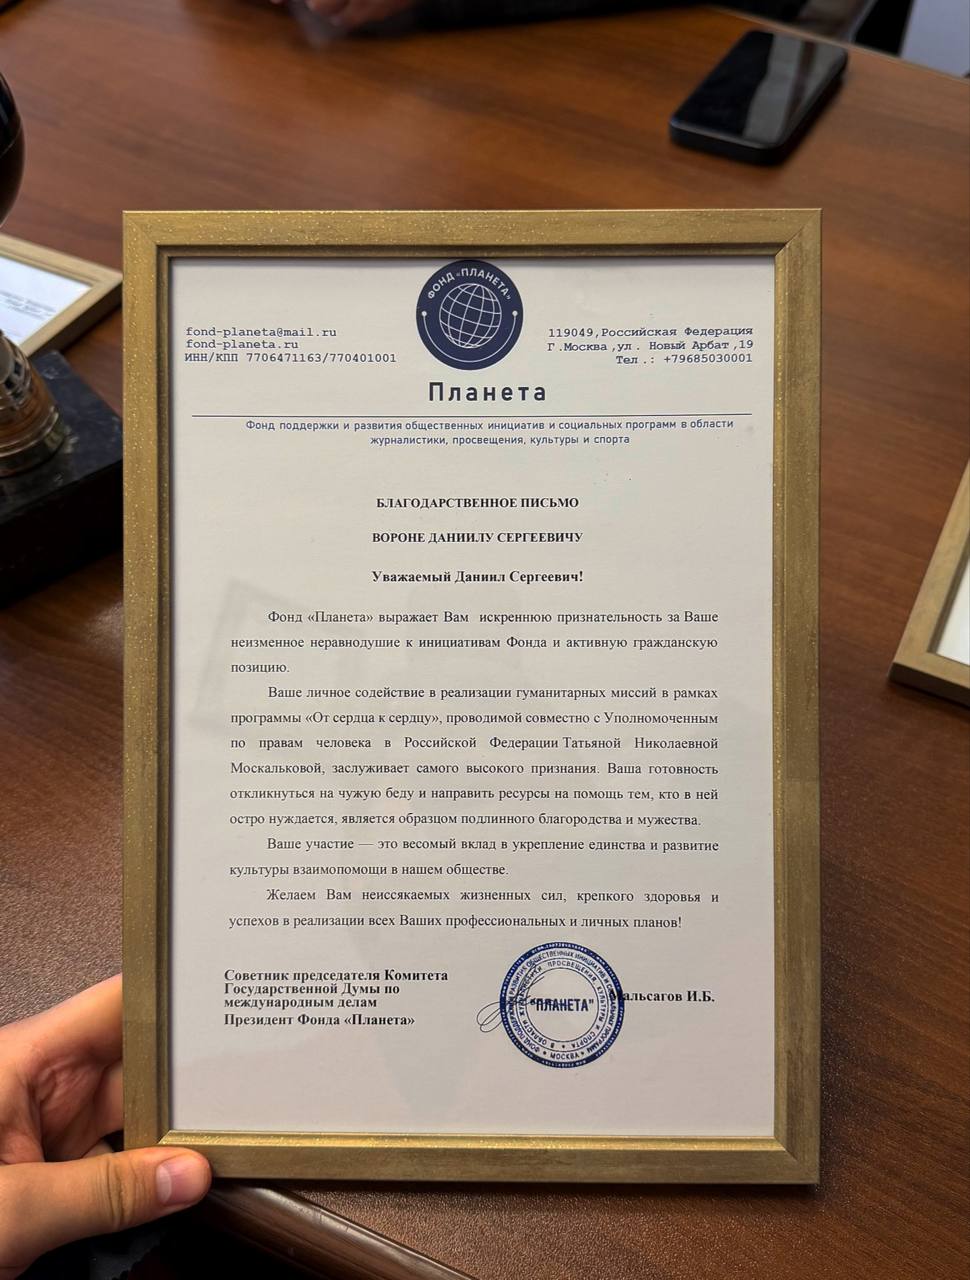 ФОНД «ПЛАНЕТА»
fond-planeta@mail.ru
fond-planeta.ru
ИНН/КПП 7706471163/770401001
119049,Российская Федерация
Г.Москва,ул. Новый Арбат,19
Тел.: +79685030001
Планета
Фонд поддержки и развития общественных инициатив и социальных программ в области
журналистики, просвещения, культуры и спорта
БЛАГОДАРСТВЕННОЕ ПИСЬМО
ВОРОНЕ ДАНИИЛУ СЕРГЕЕВИЧУ
Уважаемый Даниил Сергеевич!
Фонд «Планета» выражает Вам искреннюю признательность за Ваше
неизменное неравнодушие к инициативам Фонда и активную гражданскую
позицию.
Ваше личное содействие в реализации гуманитарных миссий в рамках
программы «От сердца к сердцу», проводимой совместно с Уполномоченным
по правам человека в Российской Федерации Татьяной Николаевной
Москальковой, заслуживает самого высокого признания. Ваша готовность
откликнуться на чужую беду и направить ресурсы на помощь тем, кто в ней
остро нуждается, является образцом подлинного благородства и мужества.
Ваше участие — это весомый вклад в укрепление единства и развитие
культуры взаимопомощи в нашем обществе.
Желаем Вам неиссякаемых жизненных сил, крепкого здоровья и
успехов в реализации всех Ваших профессиональных и личных планов!
Советник председателя Комитета
Государственной Думы по
международным делам
Президент Фонда «Планета»
"ПЛАНЕТА"
МОСКВА
И.Б.